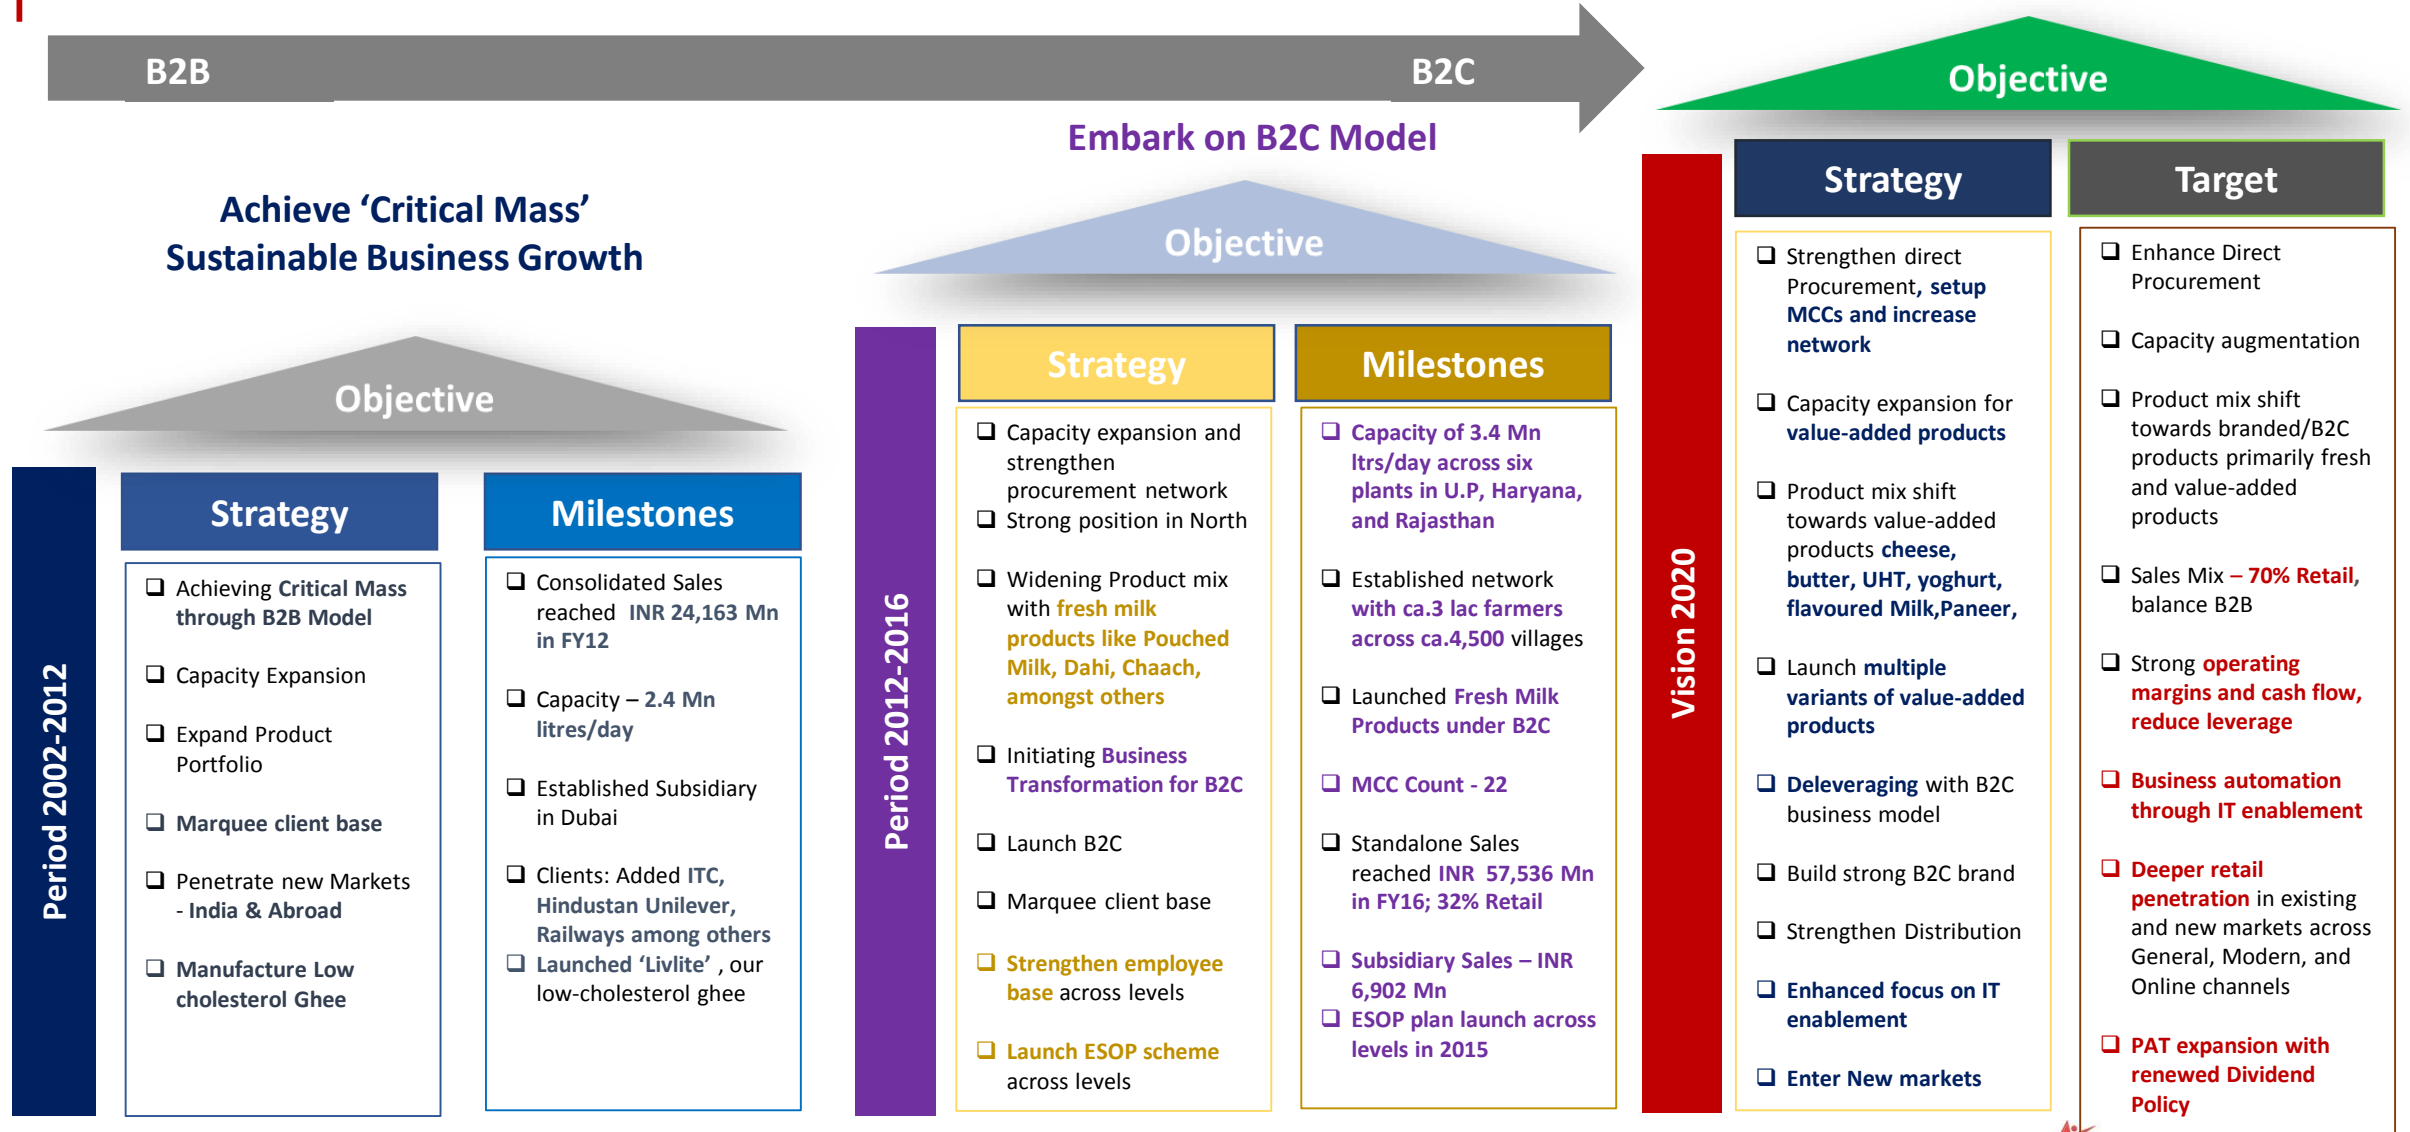 B2B
B2C
Achieve ‘Critical Mass’
Sustainable Business Growth
Objective
Period 2002-2012
Strategy
❑ Achieving Critical Mass
through B2B Model
❑ Capacity Expansion
❑ Expand Product
Portfolio
❑ Marquee client base
❑ Penetrate new Markets
- India & Abroad
❑ Manufacture Low
cholesterol Ghee
Milestones
❑ Consolidated Sales
reached INR 24,163 Mn
in FY12
❑ Capacity – 2.4 Mn
litres/day
❑ Established Subsidiary
in Dubai
❑ Clients: Added ITC,
Hindustan Unilever,
Railways among others
❑ Launched ‘Livlite’ , our
low-cholesterol ghee
Embark on B2C Model
Objective
Period 2012-2016
Strategy
❑ Capacity expansion and
strengthen
procurement network
❑ Strong position in North
❑ Widening Product mix
with fresh milk
products like Pouched
Milk, Dahi, Chaach,
amongst others
❑ Initiating Business
Transformation for B2C
❑ Launch B2C
❑ Marquee client base
❑ Strengthen employee
base across levels
❑ Launch ESOP scheme
across levels
Milestones
❑ Capacity of 3.4 Mn
ltrs/day across six
plants in U.P, Haryana,
and Rajasthan
❑ Established network
with ca.3 lac farmers
across ca.4,500 villages
❑ Launched Fresh Milk
Products under B2C
❑ MCC Count - 22
❑ Standalone Sales
reached INR 57,536 Mn
in FY16; 32% Retail
❑ Subsidiary Sales – INR
6,902 Mn
❑ ESOP plan launch across
levels in 2015
Objective
Vision 2020
Strategy
❑ Strengthen direct
Procurement, setup
MCCs and increase
network
❑ Capacity expansion for
value-added products
❑ Product mix shift
towards value-added
products cheese,
butter, UHT, yoghurt,
flavoured Milk,Paneer,
❑ Launch multiple
variants of value-added
products
❑ Deleveraging with B2C
business model
❑ Build strong B2C brand
❑ Strengthen Distribution
❑ Enhanced focus on IT
enablement
❑ Enter New markets
Target
❑ Enhance Direct
Procurement
❑ Capacity augmentation
❑ Product mix shift
towards branded/B2C
products primarily fresh
and value-added
products
❑ Sales Mix – 70% Retail,
balance B2B
❑ Strong operating
margins and cash flow,
reduce leverage
❑ Business automation
through IT enablement
❑ Deeper retail
penetration in existing
and new markets across
General, Modern, and
Online channels
❑ PAT expansion with
renewed Dividend
Policy